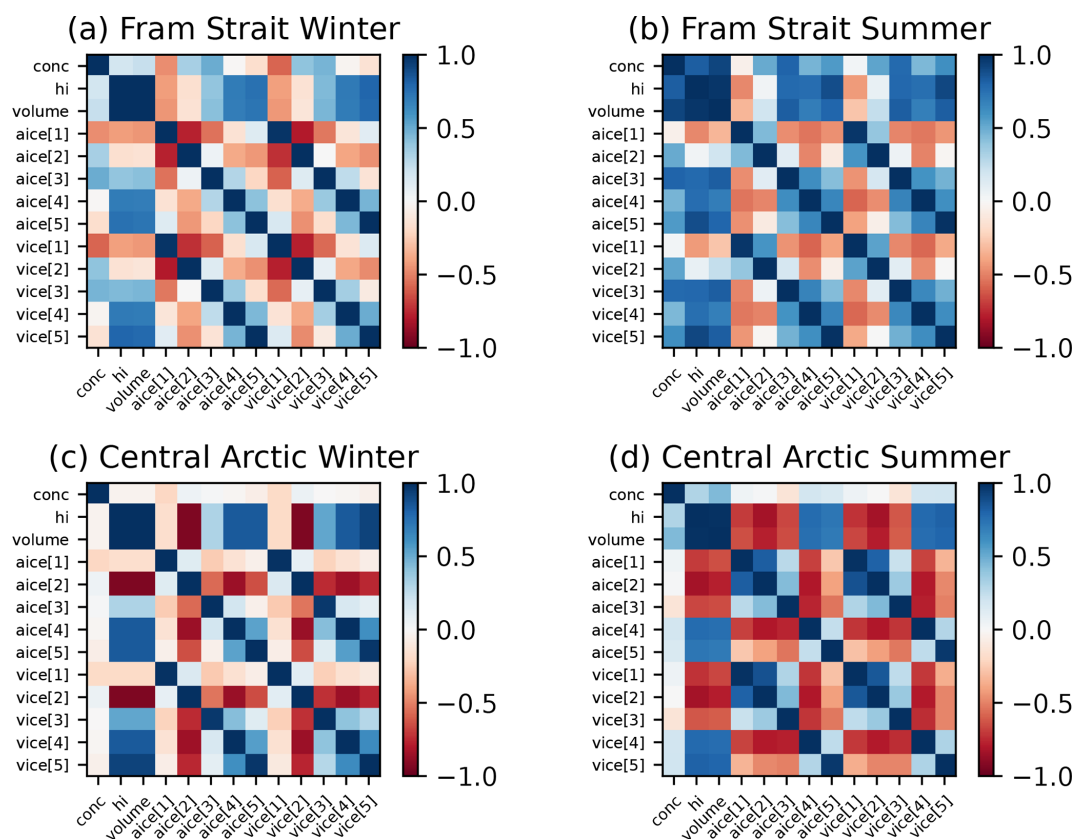 (a) Fram Strait Winter
conc
hi
volume
aice[1]
aice[2]
aice[3]
aice[4]
aice[5]
vice[1]
vice[2]
vice[3]
vice[4]
vice[5]
conc hi volume aice[1] aice[2] aice[3] aice[4] aice[5] vice[1] vice[2] vice[3] vice[4] vice[5]
1.0
0.5
0.0
−0.5
−1.0
(b) Fram Strait Summer
conc
hi
volume
aice[1]
aice[2]
aice[3]
aice[4]
aice[5]
vice[1]
vice[2]
vice[3]
vice[4]
vice[5]
conc hi volume aice[1] aice[2] aice[3] aice[4] aice[5] vice[1] vice[2] vice[3] vice[4] vice[5]
1.0
0.5
0.0
−0.5
−1.0
(c) Central Arctic Winter
conc
hi
volume
aice[1]
aice[2]
aice[3]
aice[4]
aice[5]
vice[1]
vice[2]
vice[3]
vice[4]
vice[5]
conc hi volume aice[1] aice[2] aice[3] aice[4] aice[5] vice[1] vice[2] vice[3] vice[4] vice[5]
1.0
0.5
0.0
−0.5
−1.0
(d) Central Arctic Summer
conc
hi
volume
aice[1]
aice[2]
aice[3]
aice[4]
aice[5]
vice[1]
vice[2]
vice[3]
vice[4]
vice[5]
conc hi volume aice[1] aice[2] aice[3] aice[4] aice[5] vice[1] vice[2] vice[3] vice[4] vice[5]
1.0
0.5
0.0
−0.5
−1.0